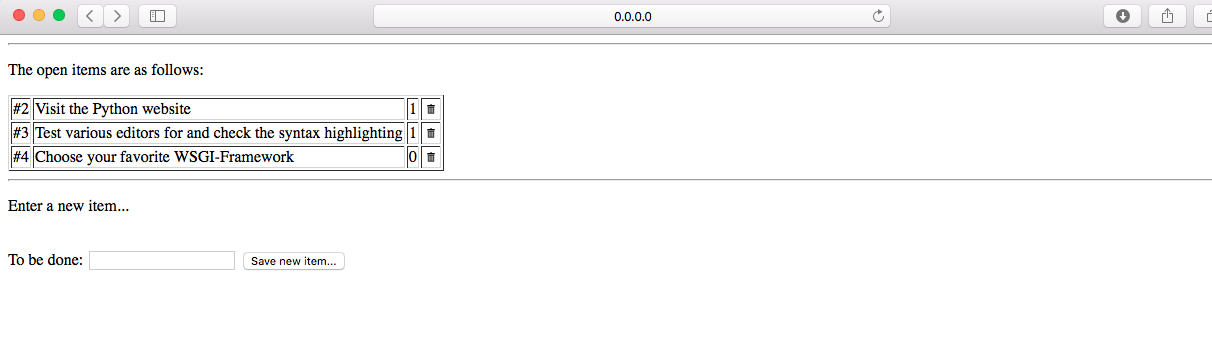 0.0.0.0
The open items are as follows:
#2 Visit the Python website 1
#3 Test various editors for and check the syntax highlighting 1
#4 Choose your favorite WSGI-Framework 0
Enter a new item...
To be done: Save new item...